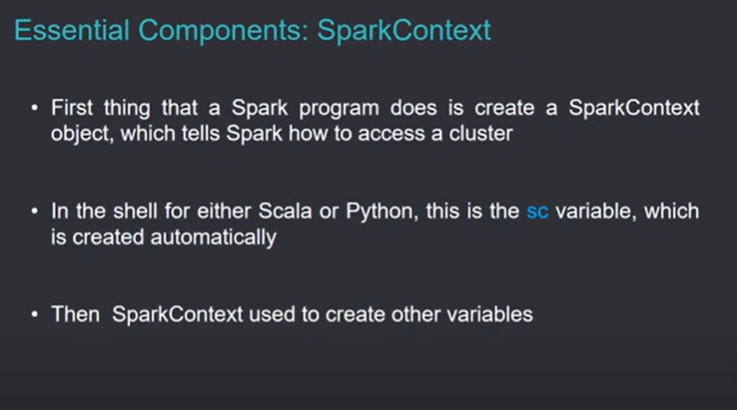 Essential Components: SparkContext
• First thing that a Spark program does is create a SparkContext
object, which tells Spark how to access a cluster
• In the shell for either Scala or Python, this is the sc variable, which
is created automatically
• Then SparkContext used to create other variables